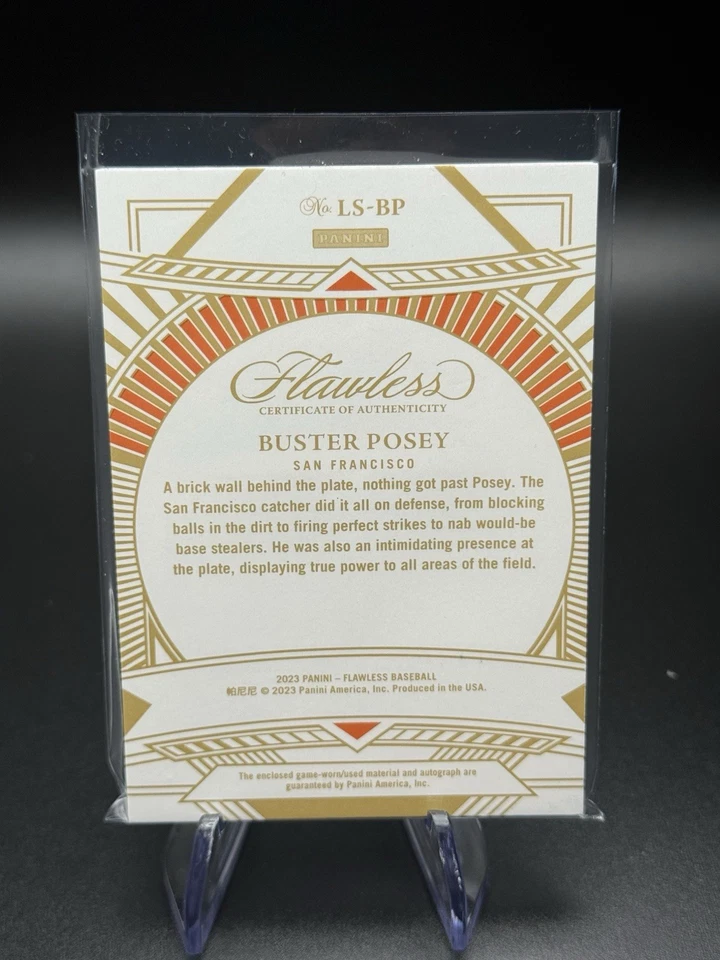 No. LS-BP
PANINI
Flawless
CERTIFICATE OF AUTHENTICITY
BUSTER POSEY
SAN FRANCISCO
A brick wall behind the plate, nothing got past Posey. The
San Francisco catcher did it all on defense, from blocking
balls in the dirt to firing perfect strikes to nab would-be
base stealers. He was also an intimidating presence at
the plate, displaying true power to all areas of the field.
2023 PANINI – FLAWLESS BASEBALL
帕尼尼 © 2023 Panini America, Inc. Produced in the USA.
The enclosed game-worn/used material and autograph are
guaranteed by Panini America, Inc.